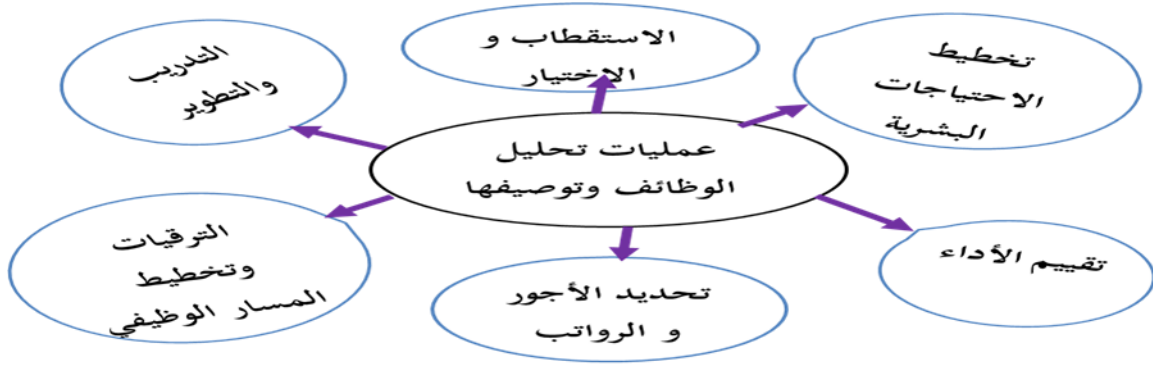 تخطيط
الاحتياجات
البشرية
الاستقطاب و
الاختيار
التدريب
والتطوير
عمليات تحليل
الوظائف وتوصيفها
تقييم الأداء
تحديد الأجور
و الرواتب
الترقيات
وتخطيط
المسار الوظيفي